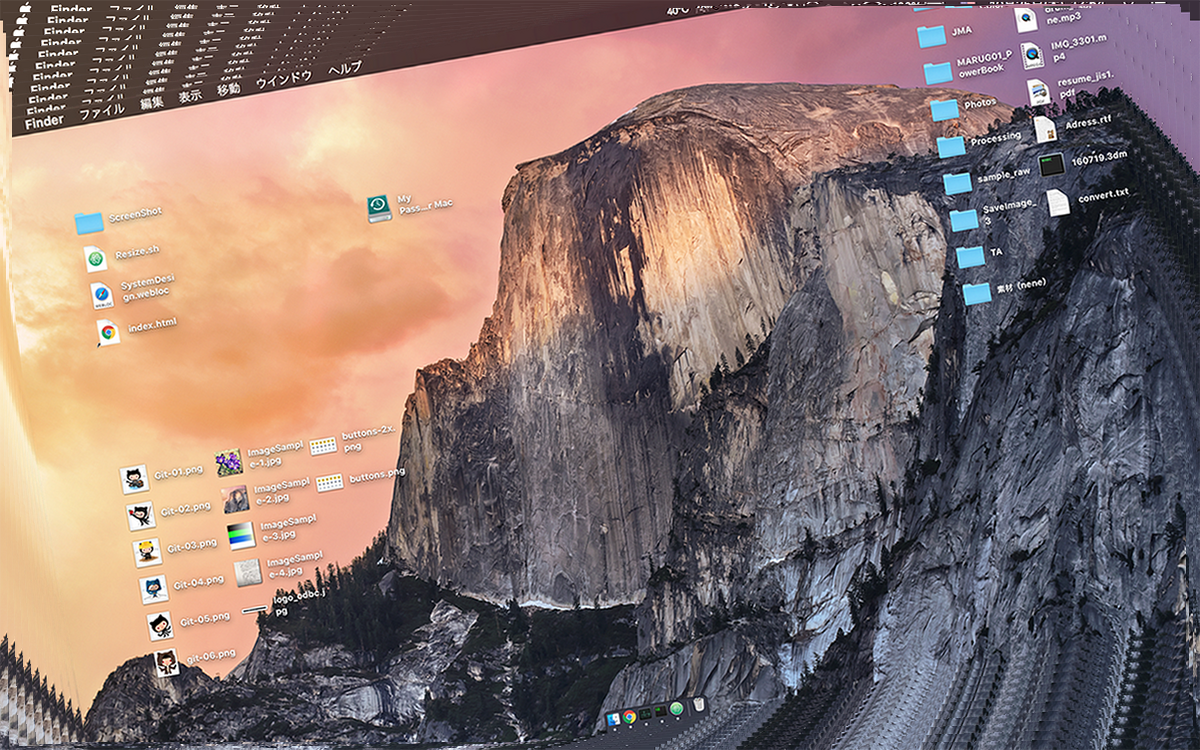 Finder ファイル 編集 表示 移動 ウインドウ ヘルプ
40°C
JMA
MARUG01_P
owerBook
Photos
Processing
sample_raw
SaveImage_
3
TA
素材 (nene)
ne.mp3
IMG_3301.m
p4
resume_jis1.
pdf
Adress.rtf
160719.3dm
convert.txt
ScreenShot
Resize.sh
SystemDesi
gn.webloc
index.html
My
Pass...r Mac
Git-01.png
Git-02.png
Git-03.png
Git-04.png
Git-05.png
git-06.png
ImageSampl
e-1.jpg
ImageSampl
e-2.jpg
ImageSampl
e-3.jpg
ImageSampl
e-4.jpg
logo_odbc.j
pg
buttons-2x.
png
buttons.png